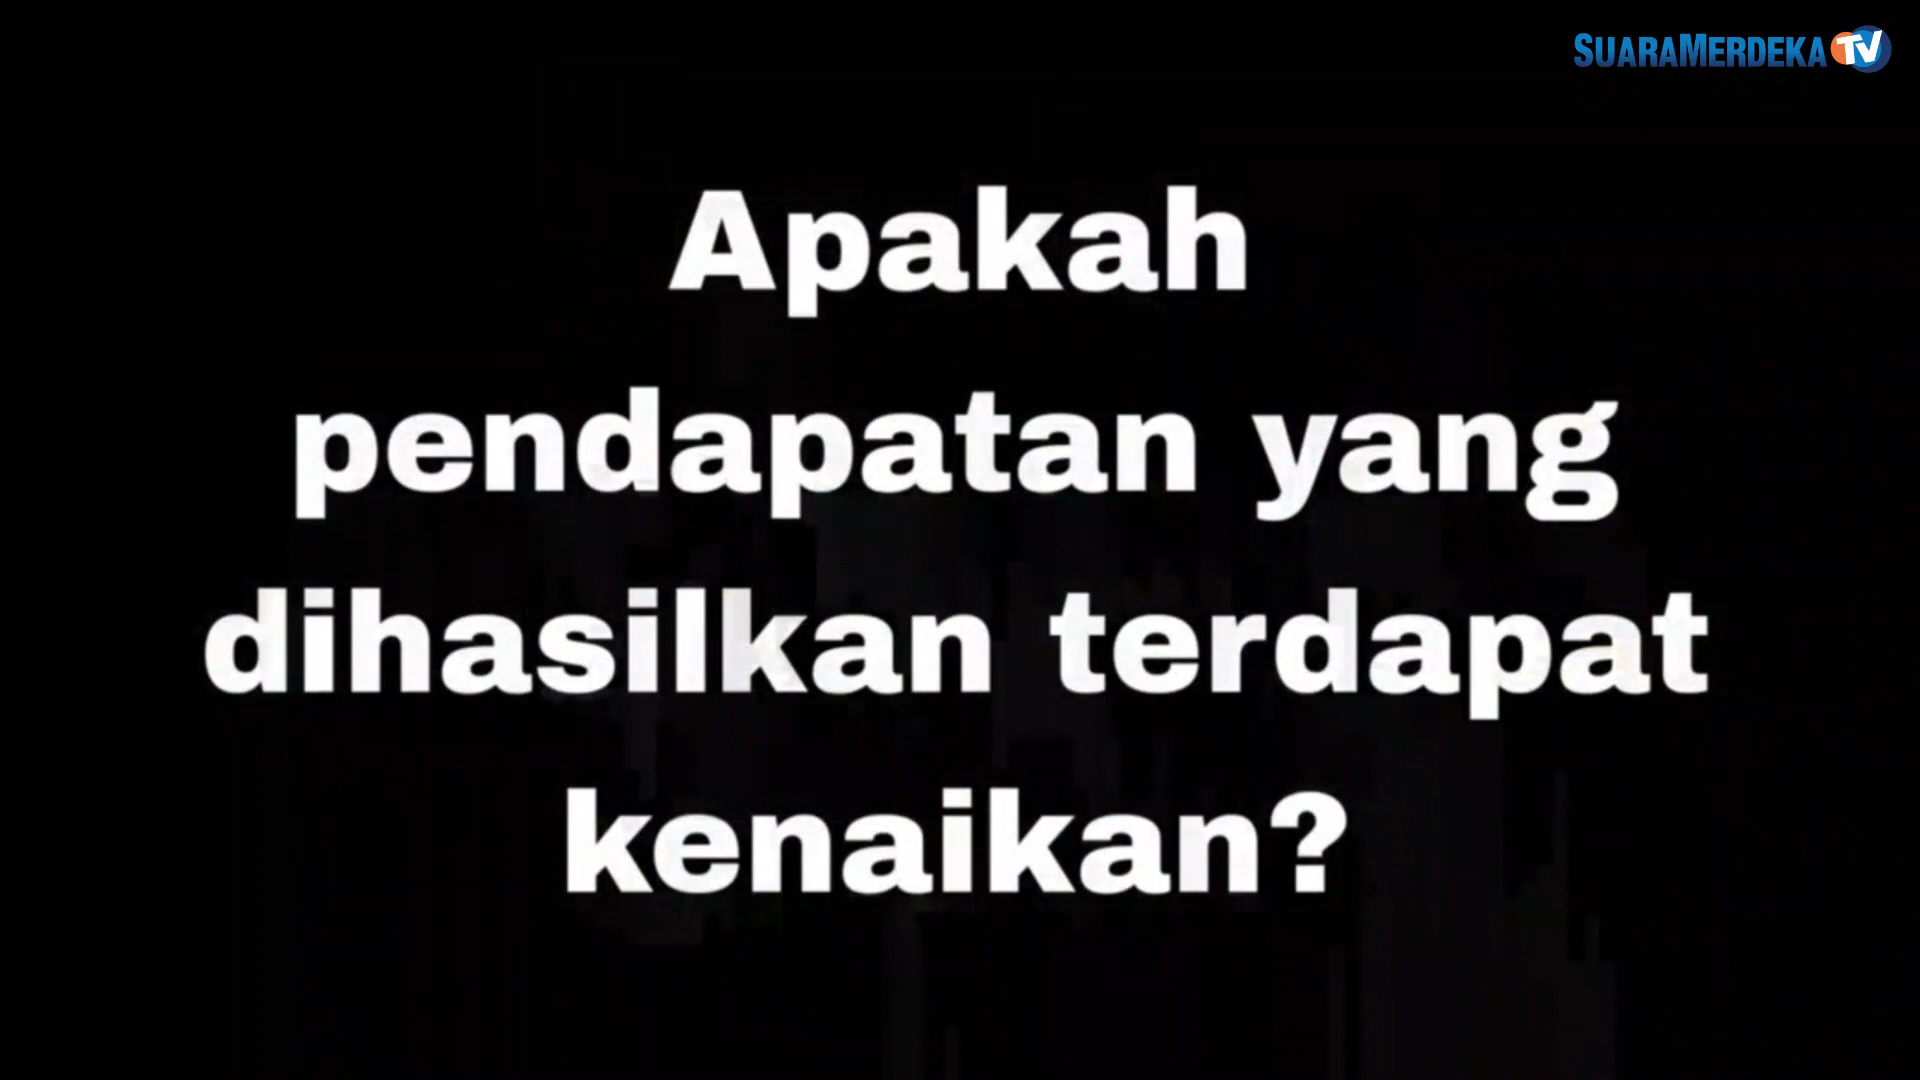 SUARAMERDEKA TV
Apakah
pendapatan yang
dihasilkan terdapat
kenaikan?